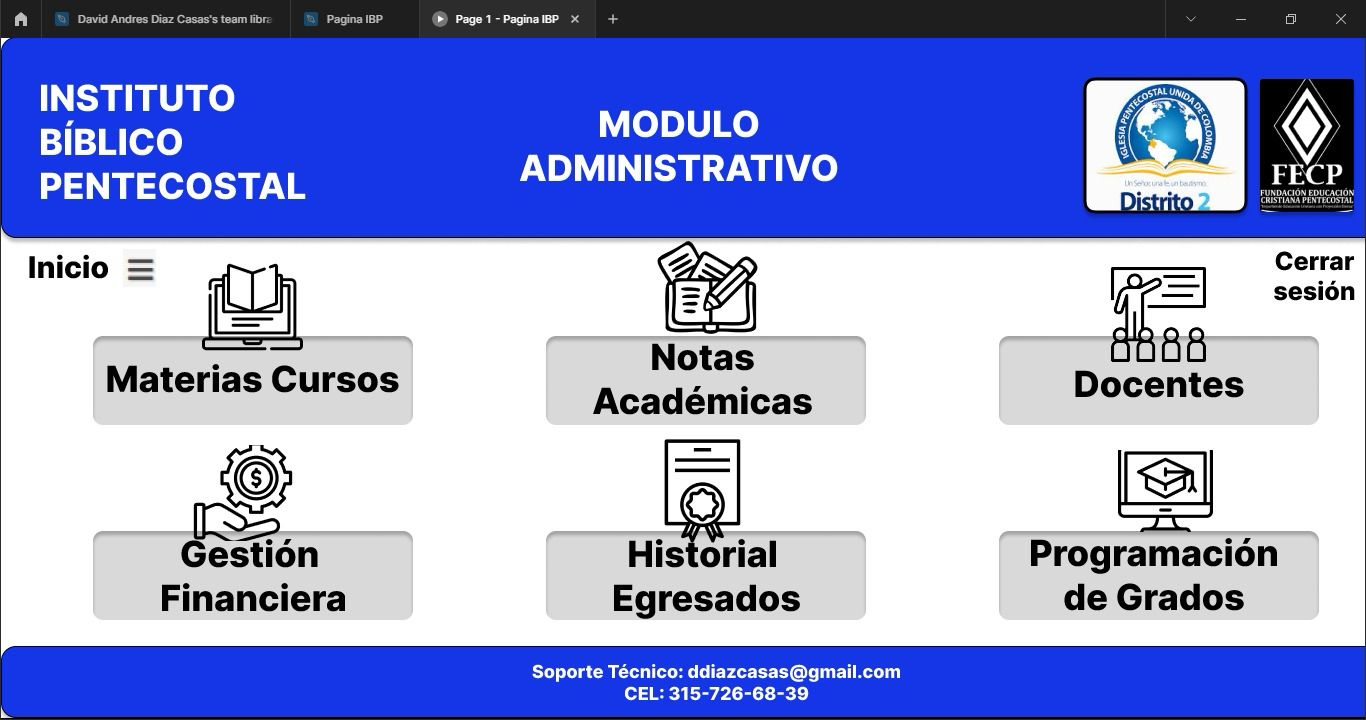 David Andres Diaz Casas's team libra
Pagina IBP
Page 1 - Pagina IBP
INSTITUTO
BÍBLICO
PENTECOSTAL
MODULO
ADMINISTRATIVO
IGLESIA PENTECOSTAL UNIDA DE COLOMBIA
Un Señor, una fe, un bautismo.
Distrito 2
FECP
FUNDACIÓN EDUCACIÓN
CRISTIANA PENTECOSTAL
Inicio
Cerrar
sesión
Materias Cursos
Notas
Académicas
Docentes
Gestión
Financiera
Historial
Egresados
Programación
de Grados
Soporte Técnico: ddiazcasas@gmail.com
CEL: 315-726-68-39